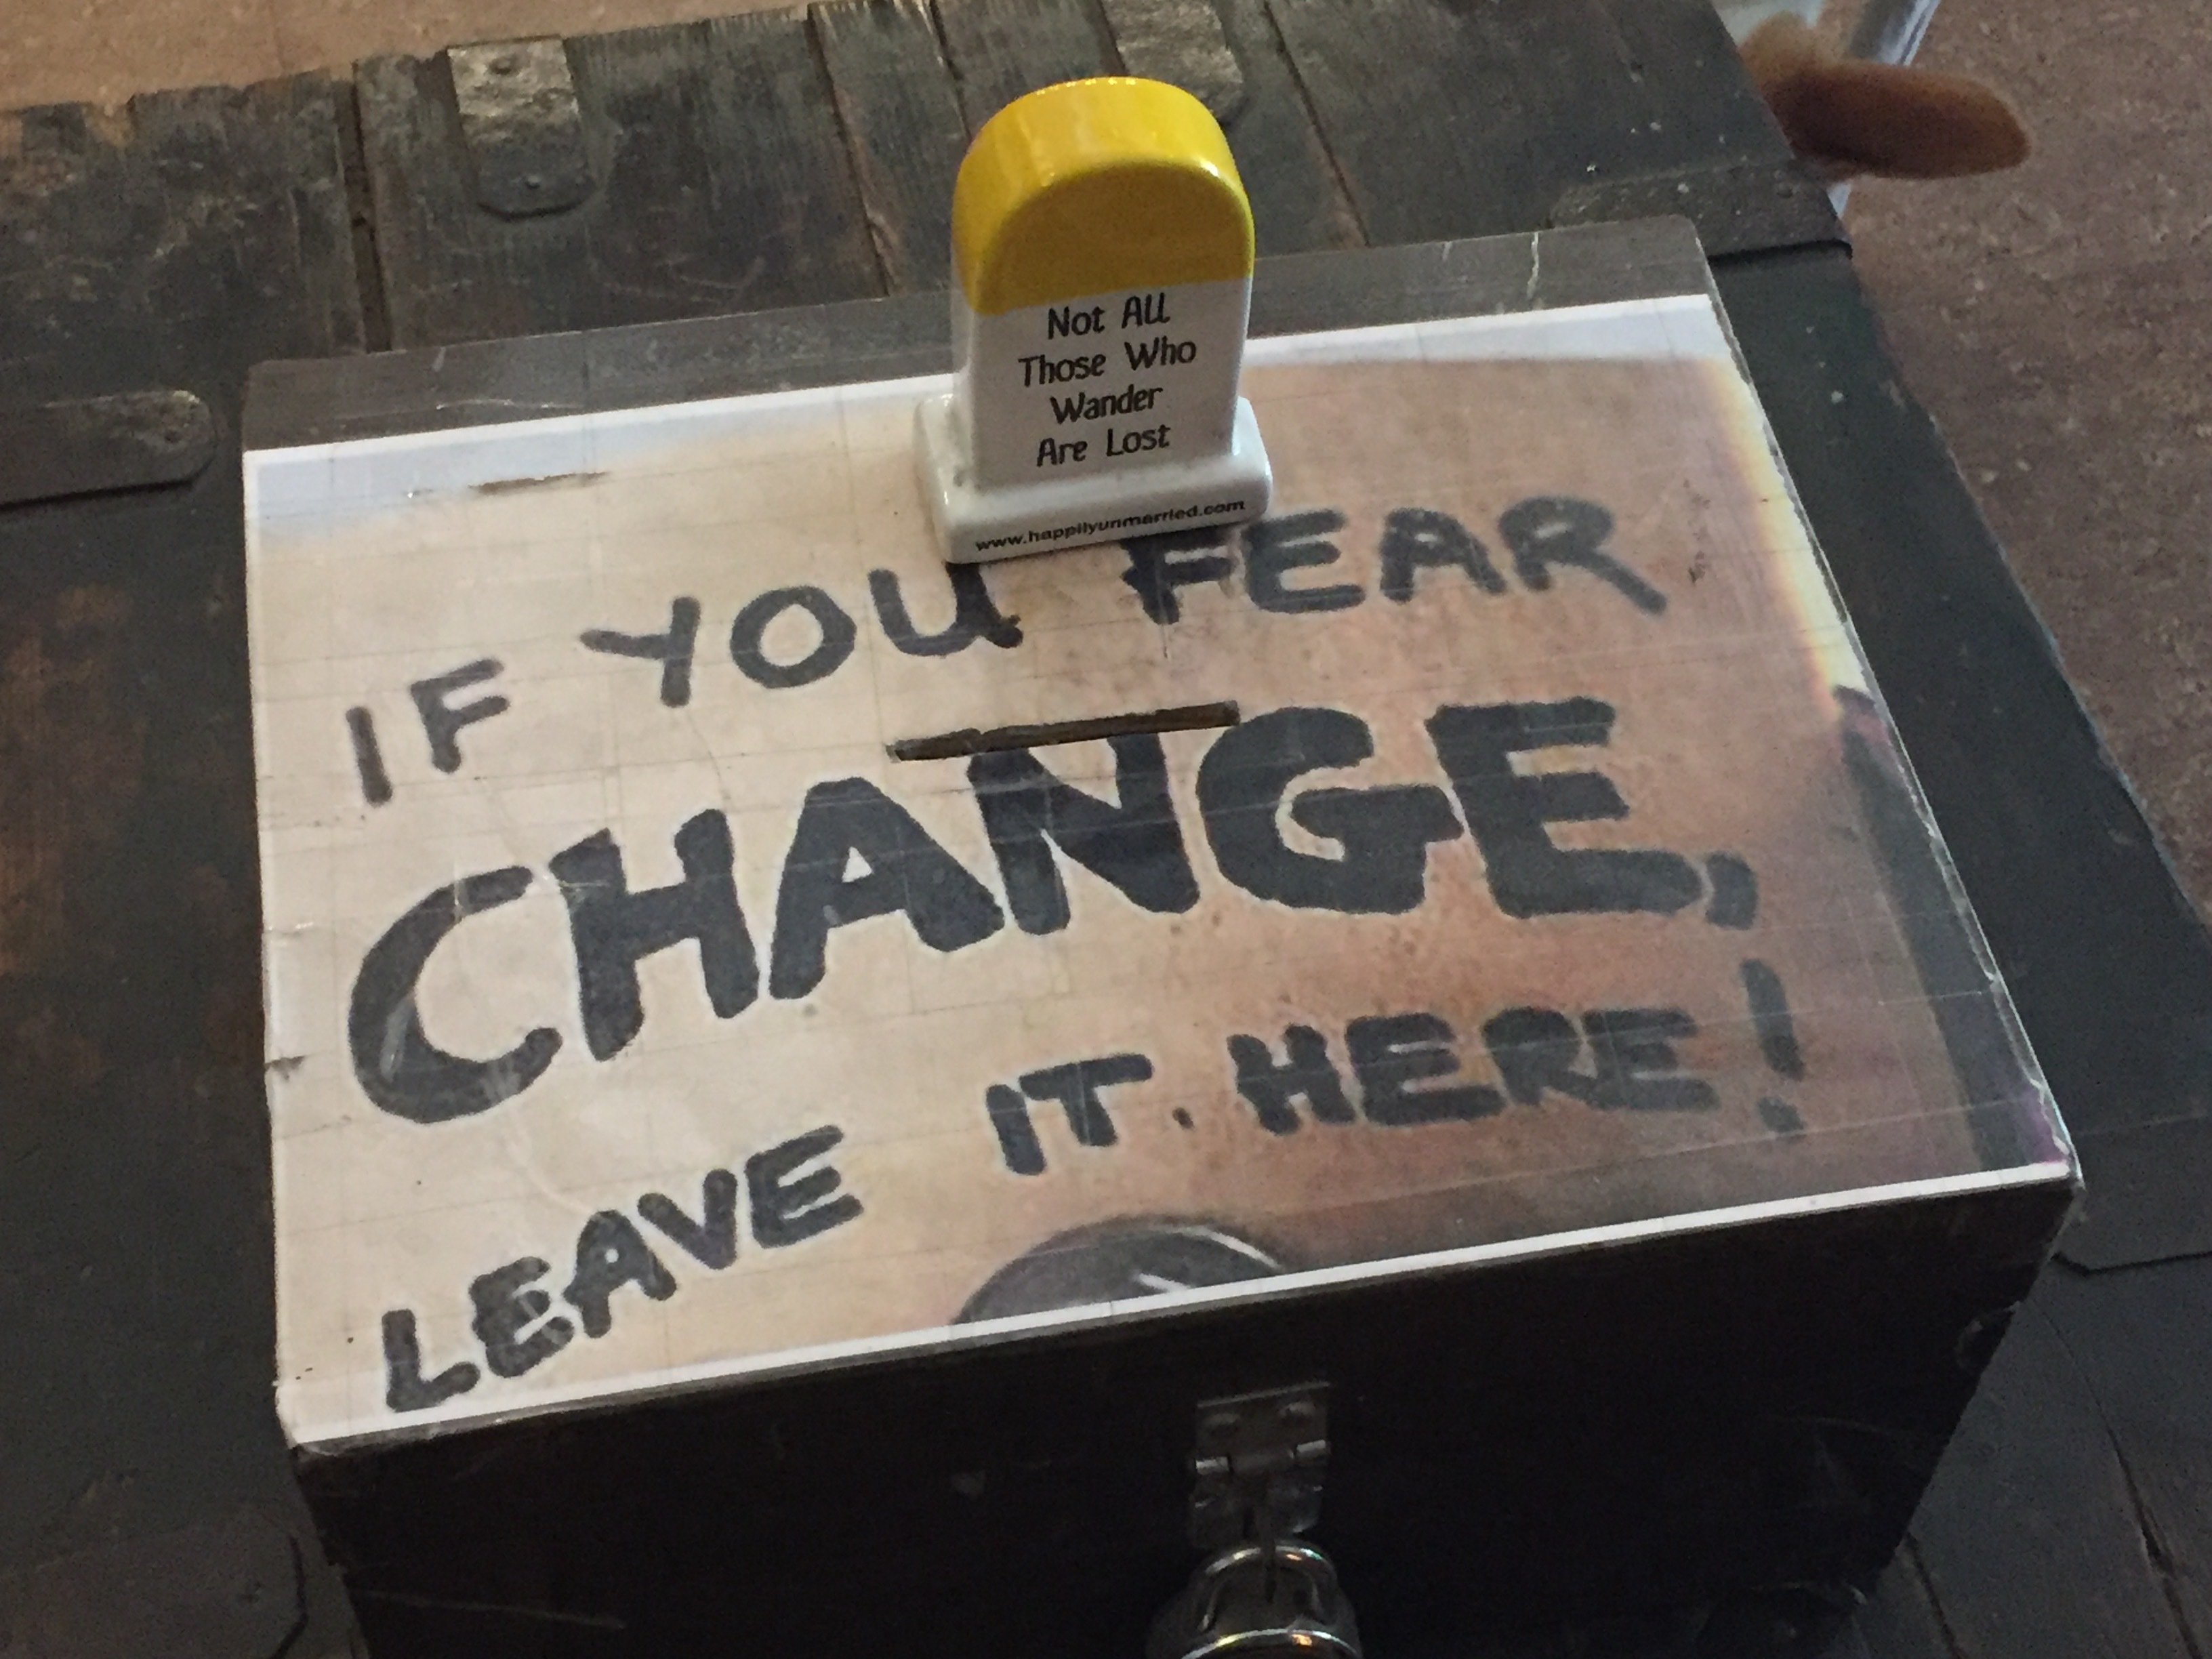 Not All
Those Who
Wander
Are Lost
www.happilyunmarried.com
IF YOU FEAR
CHANGE,
LEAVE IT. HERE!